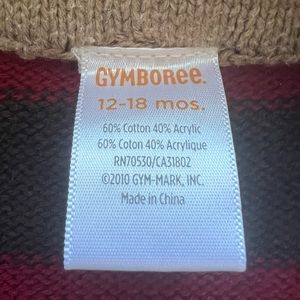 GYMBOREE.
12-18 mos.
60% Cotton 40% Acrylic
60% Coton 40% Acrylique
RN70530/CA31802
©2010 GYM-MARK, INC.
Made in China